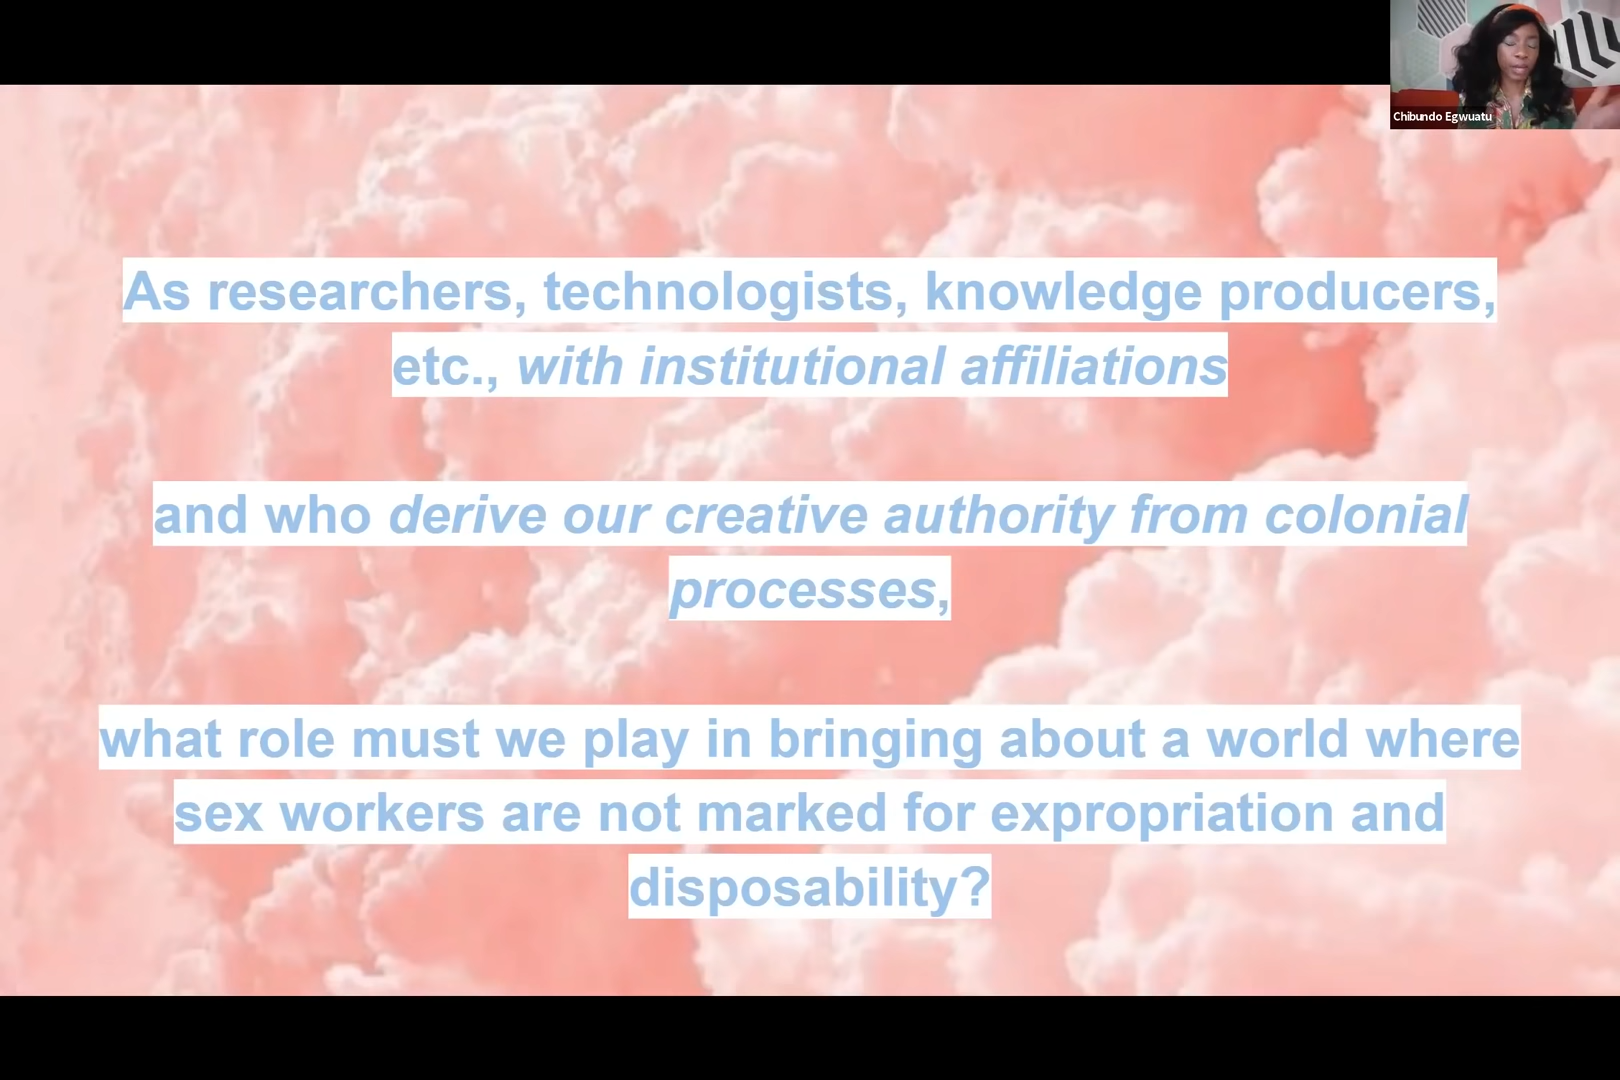 Chibundo Egwuatu
As researchers, technologists, knowledge producers,
etc., with institutional affiliations
and who derive our creative authority from colonial
processes,
what role must we play in bringing about a world where
sex workers are not marked for expropriation and
disposability?